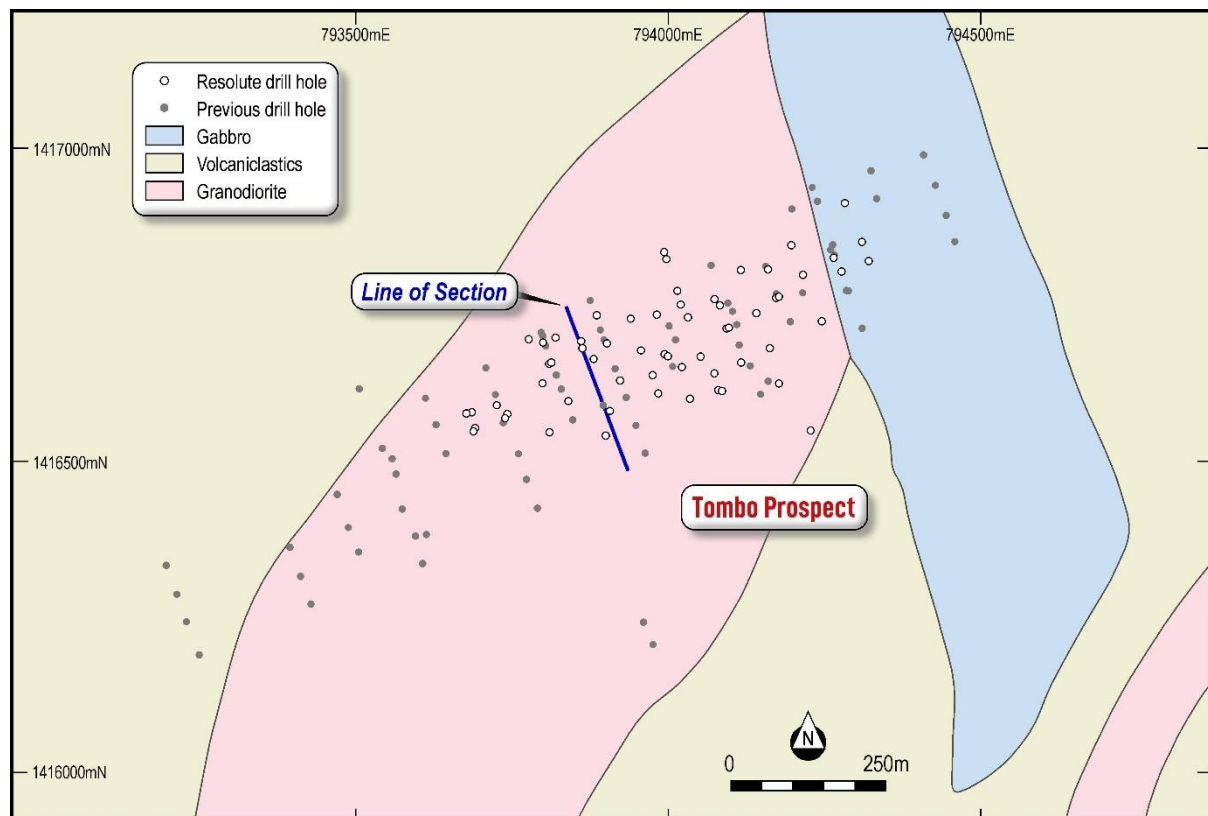 793500mE
794000mE
794500mE
Resolute drill hole
Previous drill hole
Gabbro
Volcaniclastics
Granodiorite
1417000mN
Line of Section
1416500mN
Tombo Prospect
N
0
250m
1416000mN